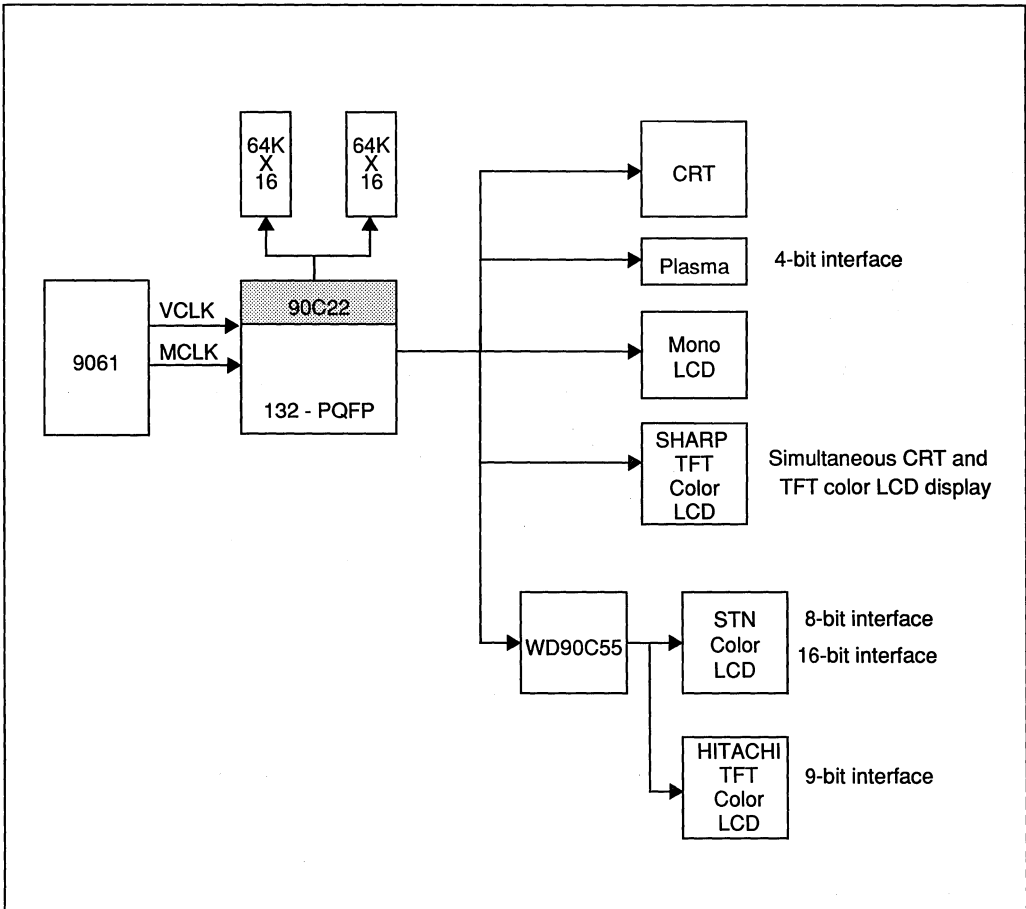 64K
X
16
64K
X
16
CRT
Plasma
4-bit interface
VCLK
90C22
9061
MCLK
132 - PQFP
Mono
LCD
SHARP
TFT
Color
LCD
Simultaneous CRT and
TFT color LCD display
WD90C55
STN
Color
LCD
8-bit interface
16-bit interface
HITACHI
TFT
Color
LCD
9-bit interface